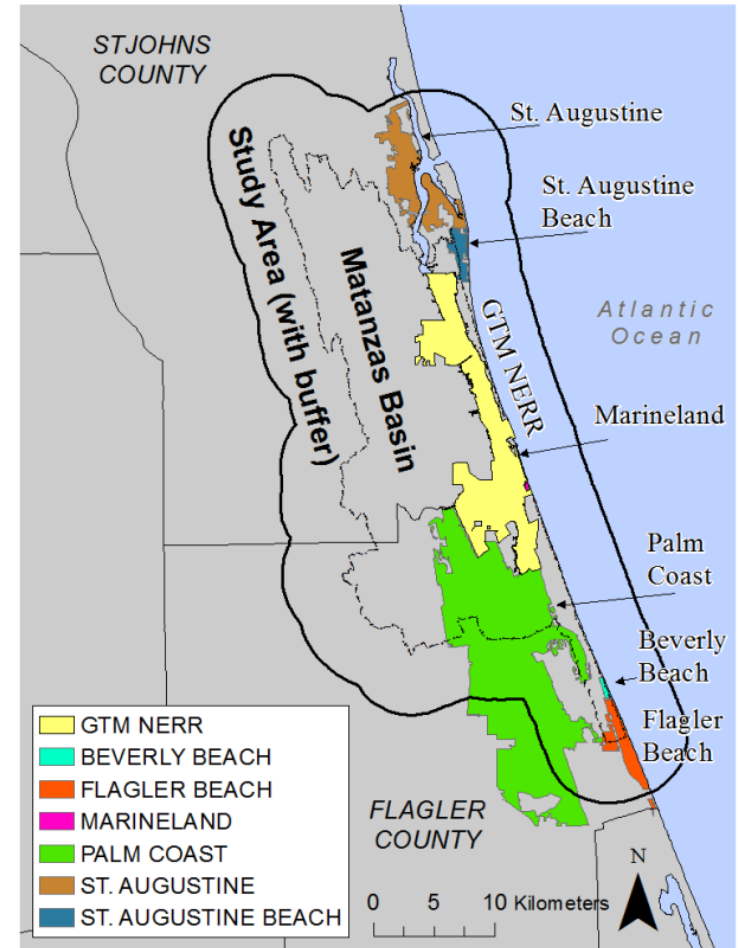 STJOHNS
COUNTY
St. Augustine
St. Augustine
Beach
Study Area (with buffer)
Matanzas Basin
GTM NERR
Atlantic
Ocean
Marineland
Palm
Coast
Beverly
Beach
Flagler
Beach
GTM NERR
BEVERLY BEACH
FLAGLER BEACH
MARINELAND
PALM COAST
ST. AUGUSTINE
ST. AUGUSTINE BEACH
FLAGLER
COUNTY
N
0 5 10 Kilometers